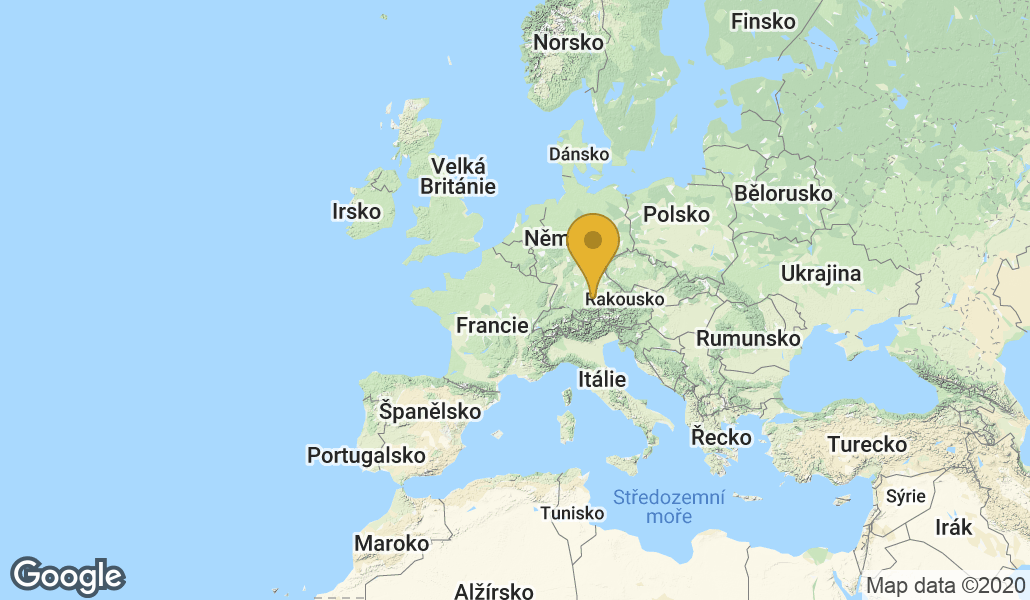 Finsko
Norsko
Dánsko
Velká
Británie
Irsko
Bělorusko
Polsko
Něm
Ukrajina
Rakousko
Francie
Rumunsko
Itálie
Španělsko
Řecko
Turecko
Portugalsko
Sýrie
Středozemní
moře
Tunisko
Irák
Maroko
Alžírsko
Google
Map data ©2020